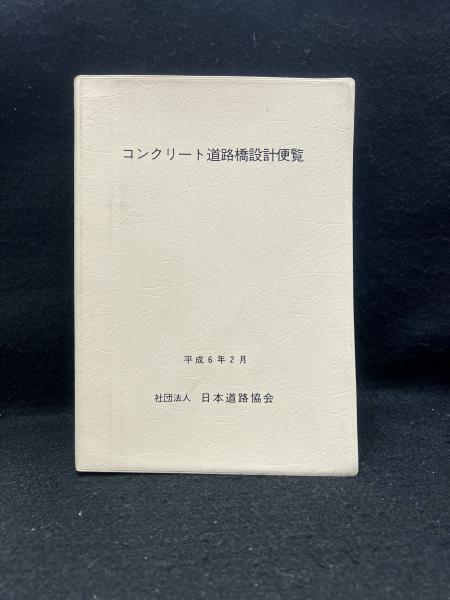 コンクリート道路橋設計便覧
平成6年2月
社団法人 日本道路協会